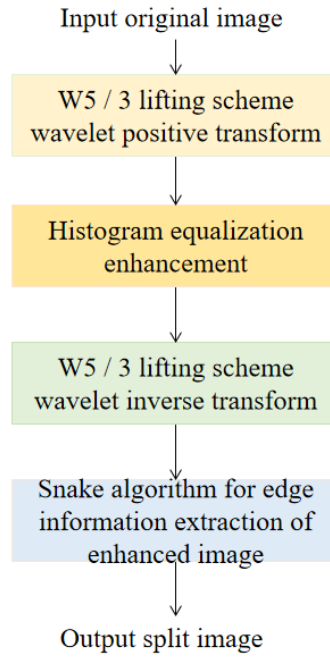 Input original image
W5 / 3 lifting scheme
wavelet positive transform
Histogram equalization
enhancement
W5 / 3 lifting scheme
wavelet inverse transform
Snake algorithm for edge
information extraction of
enhanced image
Output split image